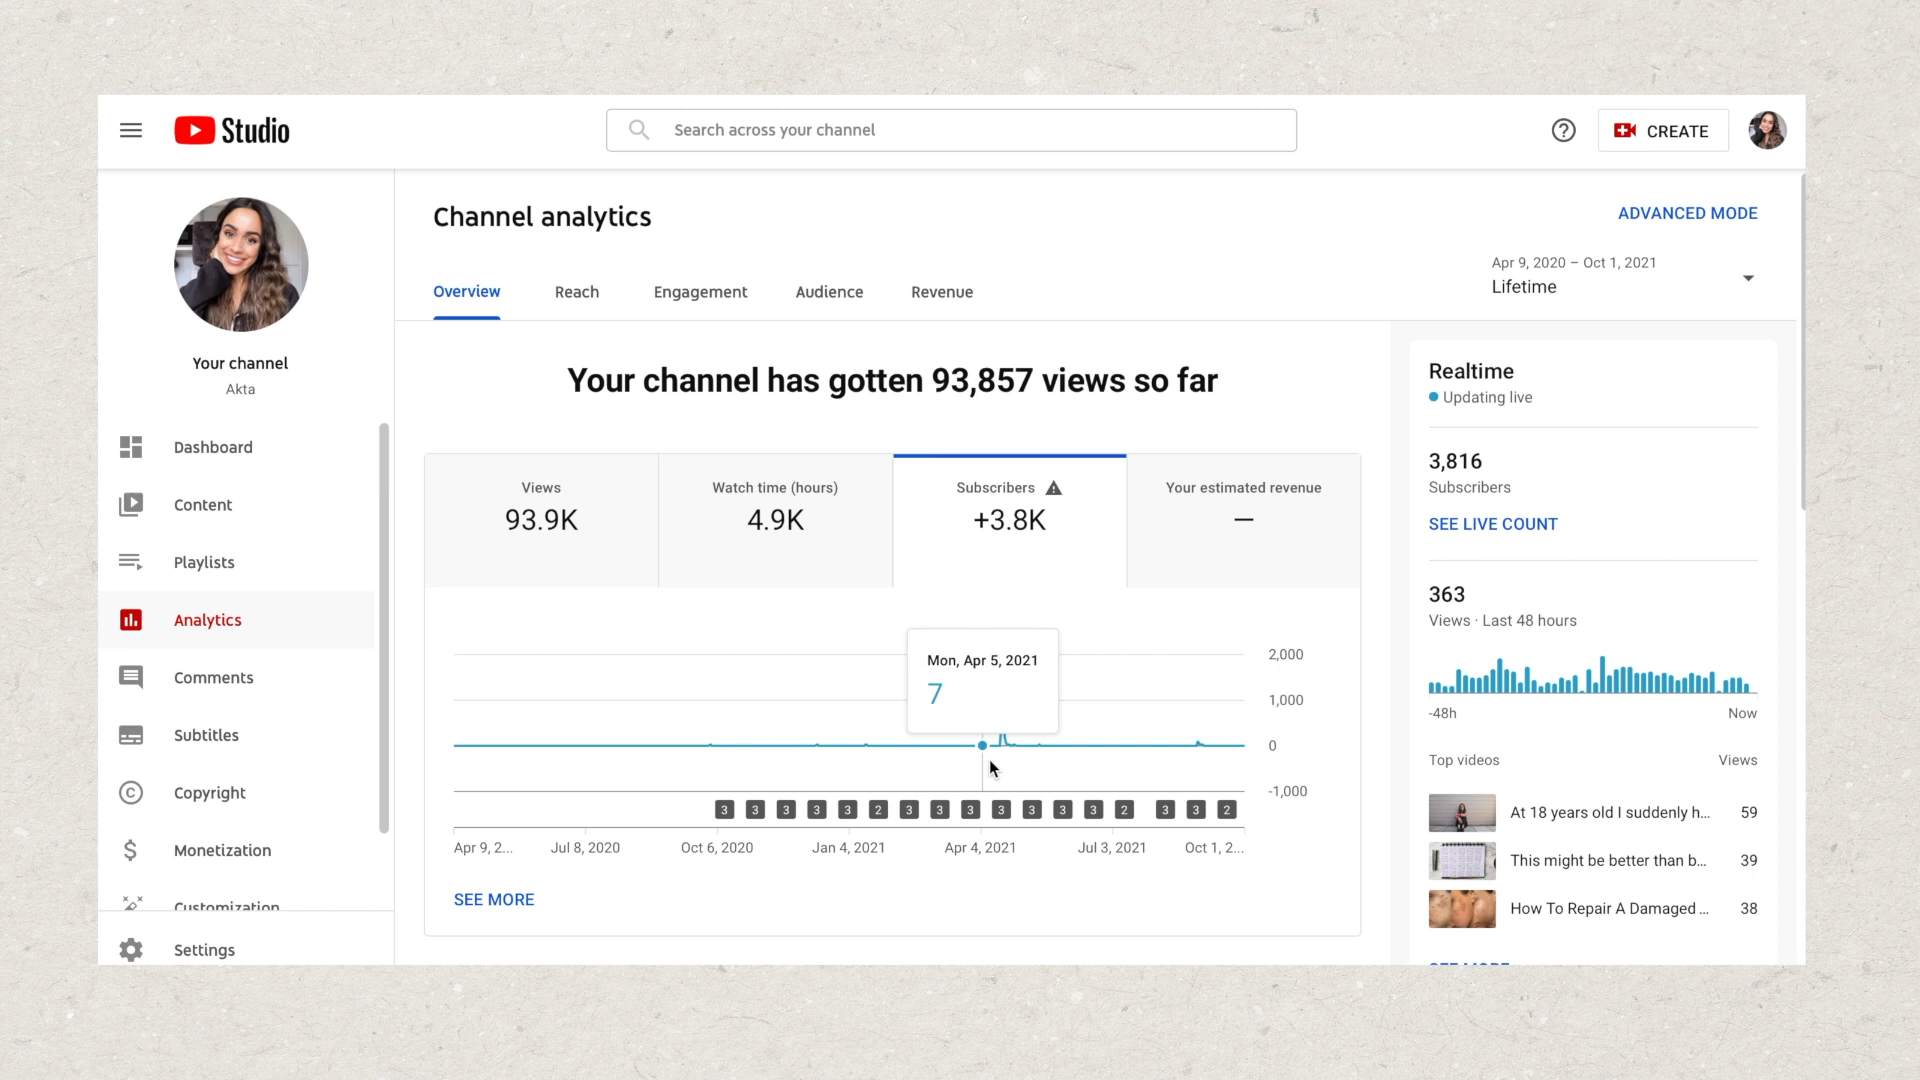 Studio
Search across your channel
CREATE
Your channel
Akta
Dashboard
Content
Playlists
Analytics
Comments
Subtitles
Copyright
Monetization
Customization
Settings
Channel analytics
ADVANCED MODE
Apr 9, 2020 – Oct 1, 2021
Lifetime
Overview Reach Engagement Audience Revenue
Your channel has gotten 93,857 views so far
Views
93.9K
Watch time (hours)
4.9K
Subscribers
+3.8K
Your estimated revenue
—
Mon, Apr 5, 2021
7
2,000
1,000
0
-1,000
3 3 3 3 3 2 3 3 3 3 3 3 3 2 3 3 2
Apr 9, 2... Jul 8, 2020 Oct 6, 2020 Jan 4, 2021 Apr 4, 2021 Jul 3, 2021 Oct 1, 2...
SEE MORE
Realtime
Updating live
3,816
Subscribers
SEE LIVE COUNT
363
Views · Last 48 hours
-48h Now
Top videos Views
At 18 years old I suddenly h... 59
This might be better than b... 39
How To Repair A Damaged ... 38
SEE MORE